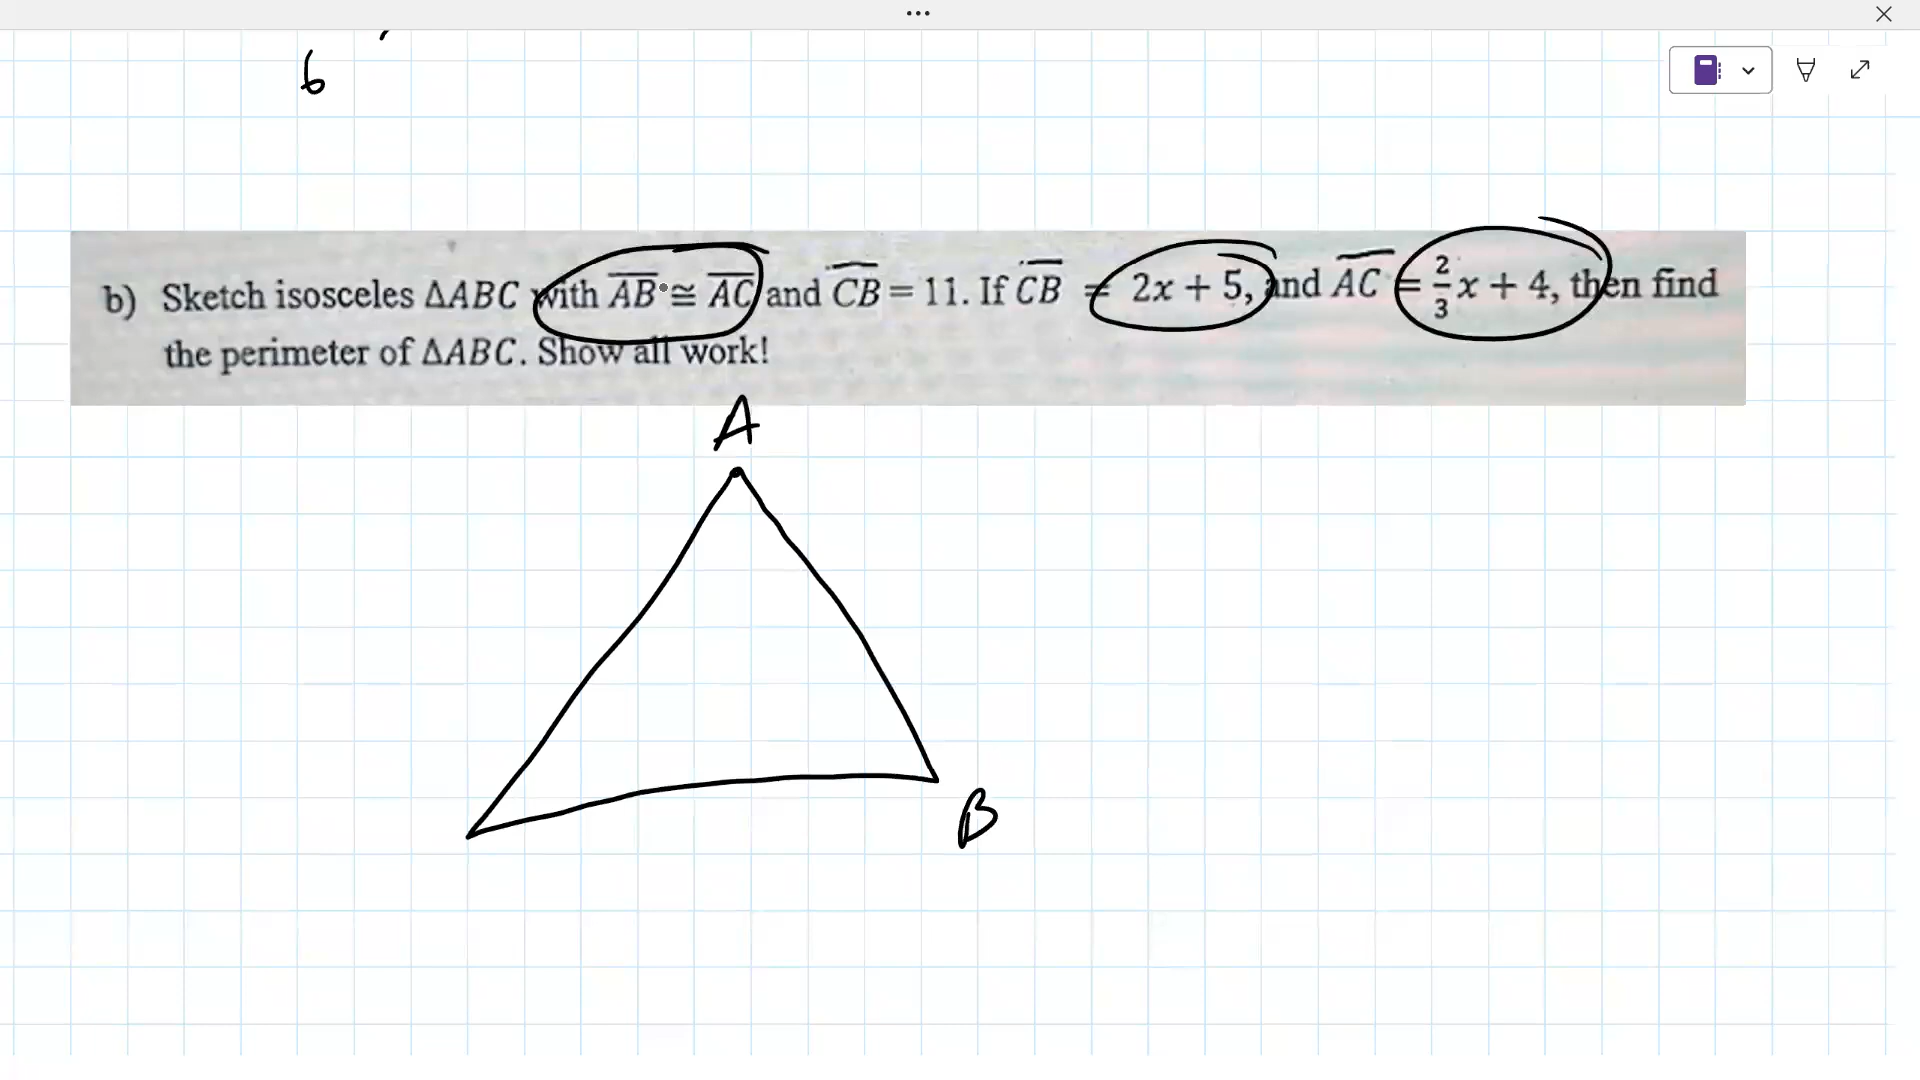 6
b) Sketch isosceles ΔABC with AB ≅ AC and CB = 11. If CB = 2x + 5, and AC = 2/3 x + 4, then find
the perimeter of ΔABC. Show all work!
A
B